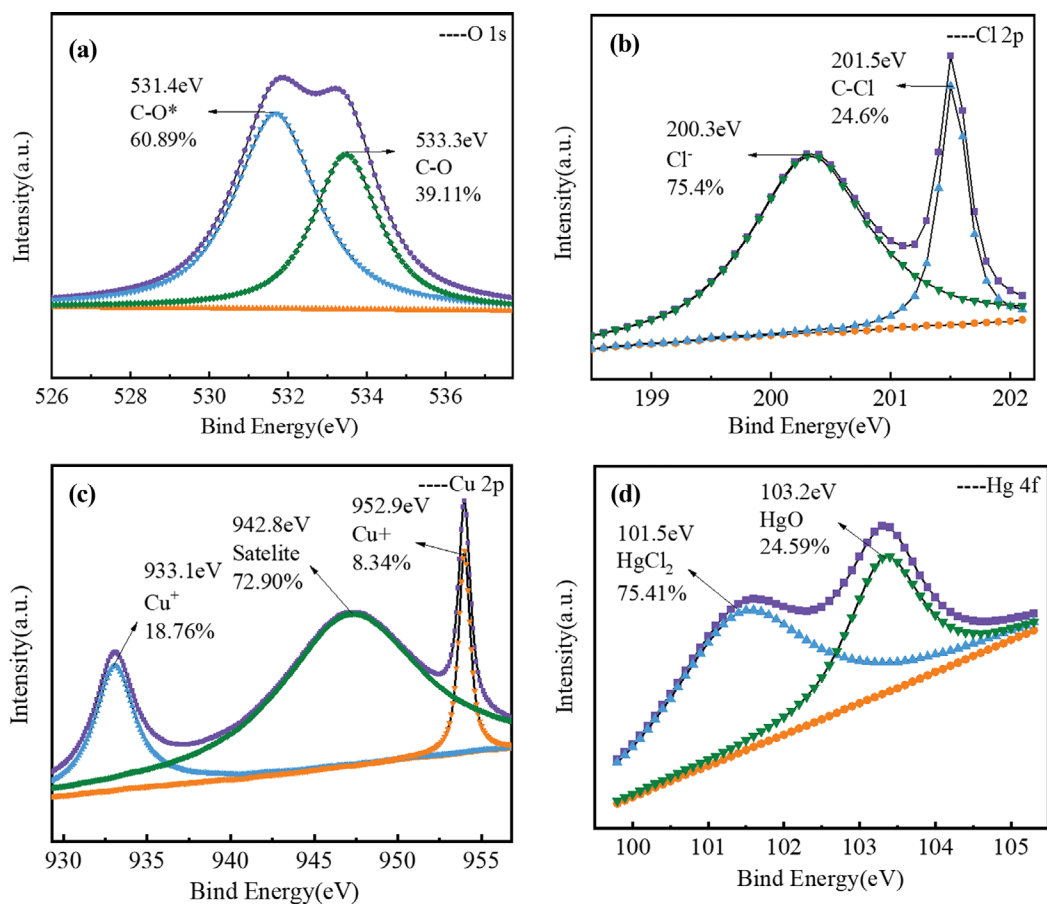 (a)
----O 1s
531.4eV
C-O*
60.89%
533.3eV
C-O
39.11%
Intensity(a.u.)
526 528 530 532 534 536
Bind Energy(eV)
(b)
----Cl 2p
201.5eV
C-Cl
24.6%
200.3eV
Cl⁻
75.4%
Intensity(a.u.)
199 200 201 202
Bind Energy(eV)
(c)
----Cu 2p
952.9eV
Cu+
8.34%
942.8eV
Satelite
72.90%
933.1eV
Cu⁺
18.76%
Intensity(a.u.)
930 935 940 945 950 955
Bind Energy(eV)
(d)
----Hg 4f
103.2eV
HgO
24.59%
101.5eV
HgCl₂
75.41%
Intensity(a.u.)
100 101 102 103 104 105
Bind Energy(eV)